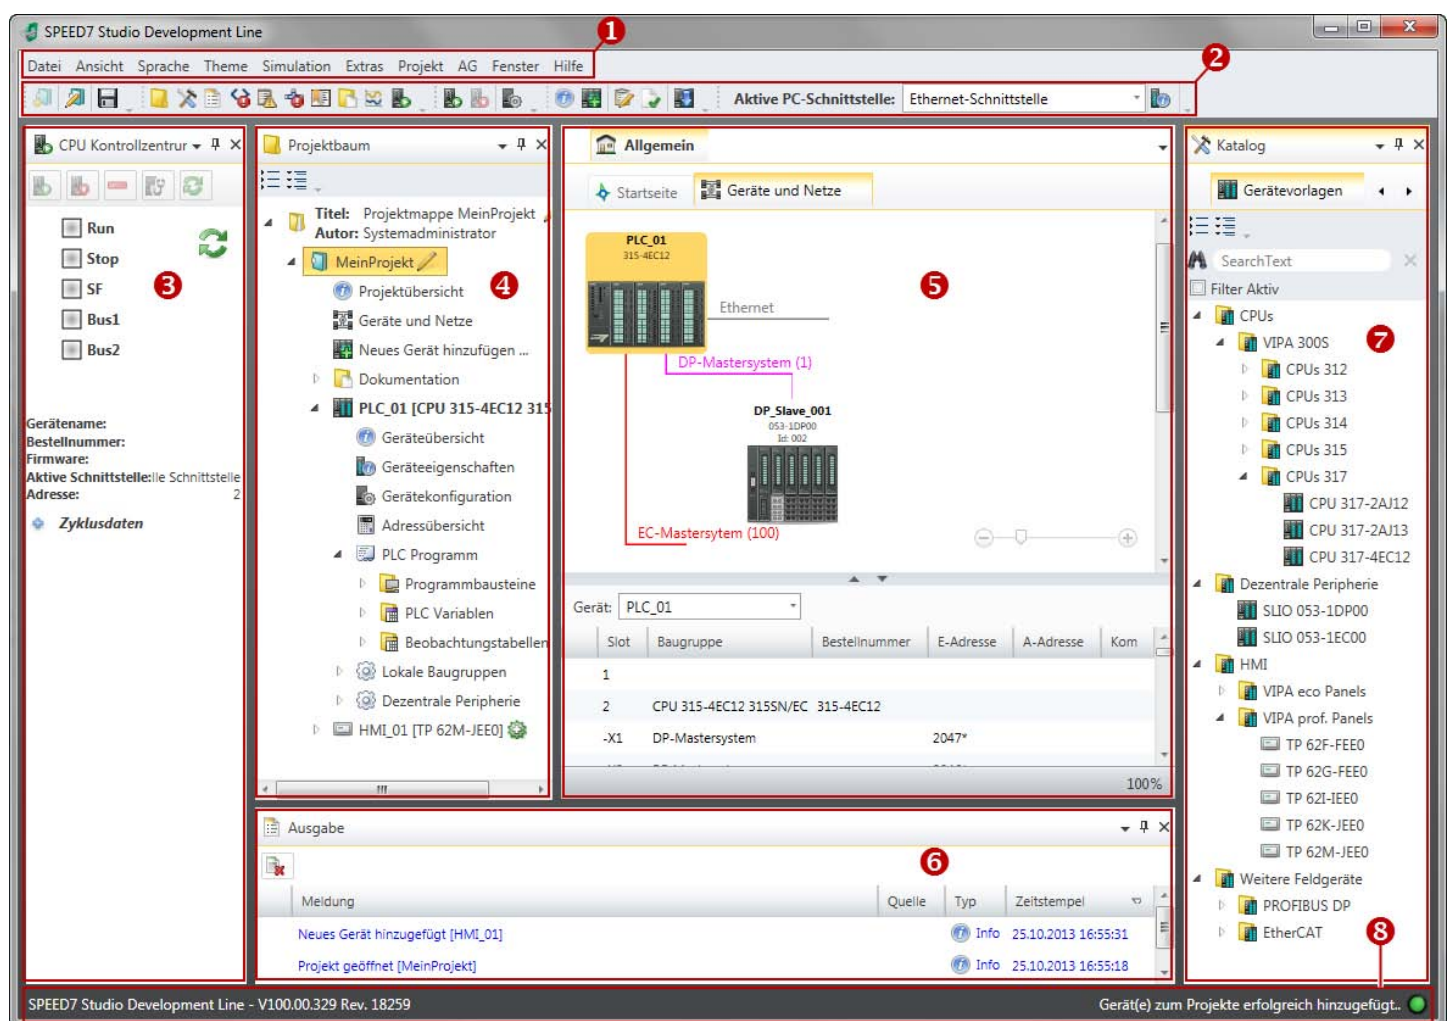 SPEED7 Studio Development Line
1
Datei Ansicht Sprache Theme Simulation Extras Projekt AG Fenster Hilfe
2
Aktive PC-Schnittstelle: Ethernet-Schnittstelle
CPU Kontrollzentrur
Run
Stop
SF
Bus1
Bus2
3
Gerätename:
Bestellnummer:
Firmware:
Aktive Schnittstelle:lle Schnittstelle
Adresse: 2
Zyklusdaten
Projektbaum
Titel: Projektmappe MeinProjekt
Autor: Systemadministrator
MeinProjekt
4
Projektübersicht
Geräte und Netze
Neues Gerät hinzufügen ...
Dokumentation
PLC_01 [CPU 315-4EC12 315
Geräteübersicht
Geräteeigenschaften
Gerätekonfiguration
Adressübersicht
PLC Programm
Programmbausteine
PLC Variablen
Beobachtungstabellen
Lokale Baugruppen
Dezentrale Peripherie
HMI_01 [TP 62M-JEE0]
Allgemein
Startseite Geräte und Netze
PLC_01
315-4EC12
5
Ethernet
DP-Mastersystem (1)
DP_Slave_001
053-1DP00
Id: 002
EC-Mastersytem (100)
Gerät: PLC_01
Slot Baugruppe Bestellnummer E-Adresse A-Adresse Kom
1
2 CPU 315-4EC12 315SN/EC 315-4EC12
-X1 DP-Mastersystem 2047*
100%
Ausgabe
6
Meldung Quelle Typ Zeitstempel
Neues Gerät hinzugefügt [HMI_01] Info 25.10.2013 16:55:31
Projekt geöffnet [MeinProjekt] Info 25.10.2013 16:55:18
Katalog
Gerätevorlagen
SearchText
Filter Aktiv
CPUs
7
VIPA 300S
CPUs 312
CPUs 313
CPUs 314
CPUs 315
CPUs 317
CPU 317-2AJ12
CPU 317-2AJ13
CPU 317-4EC12
Dezentrale Peripherie
SLIO 053-1DP00
SLIO 053-1EC00
HMI
VIPA eco Panels
VIPA prof. Panels
TP 62F-FEE0
TP 62G-FEE0
TP 62I-IEE0
TP 62K-JEE0
TP 62M-JEE0
Weitere Feldgeräte
PROFIBUS DP
EtherCAT
8
SPEED7 Studio Development Line - V100.00.329 Rev. 18259
Gerät(e) zum Projekte erfolgreich hinzugefügt..